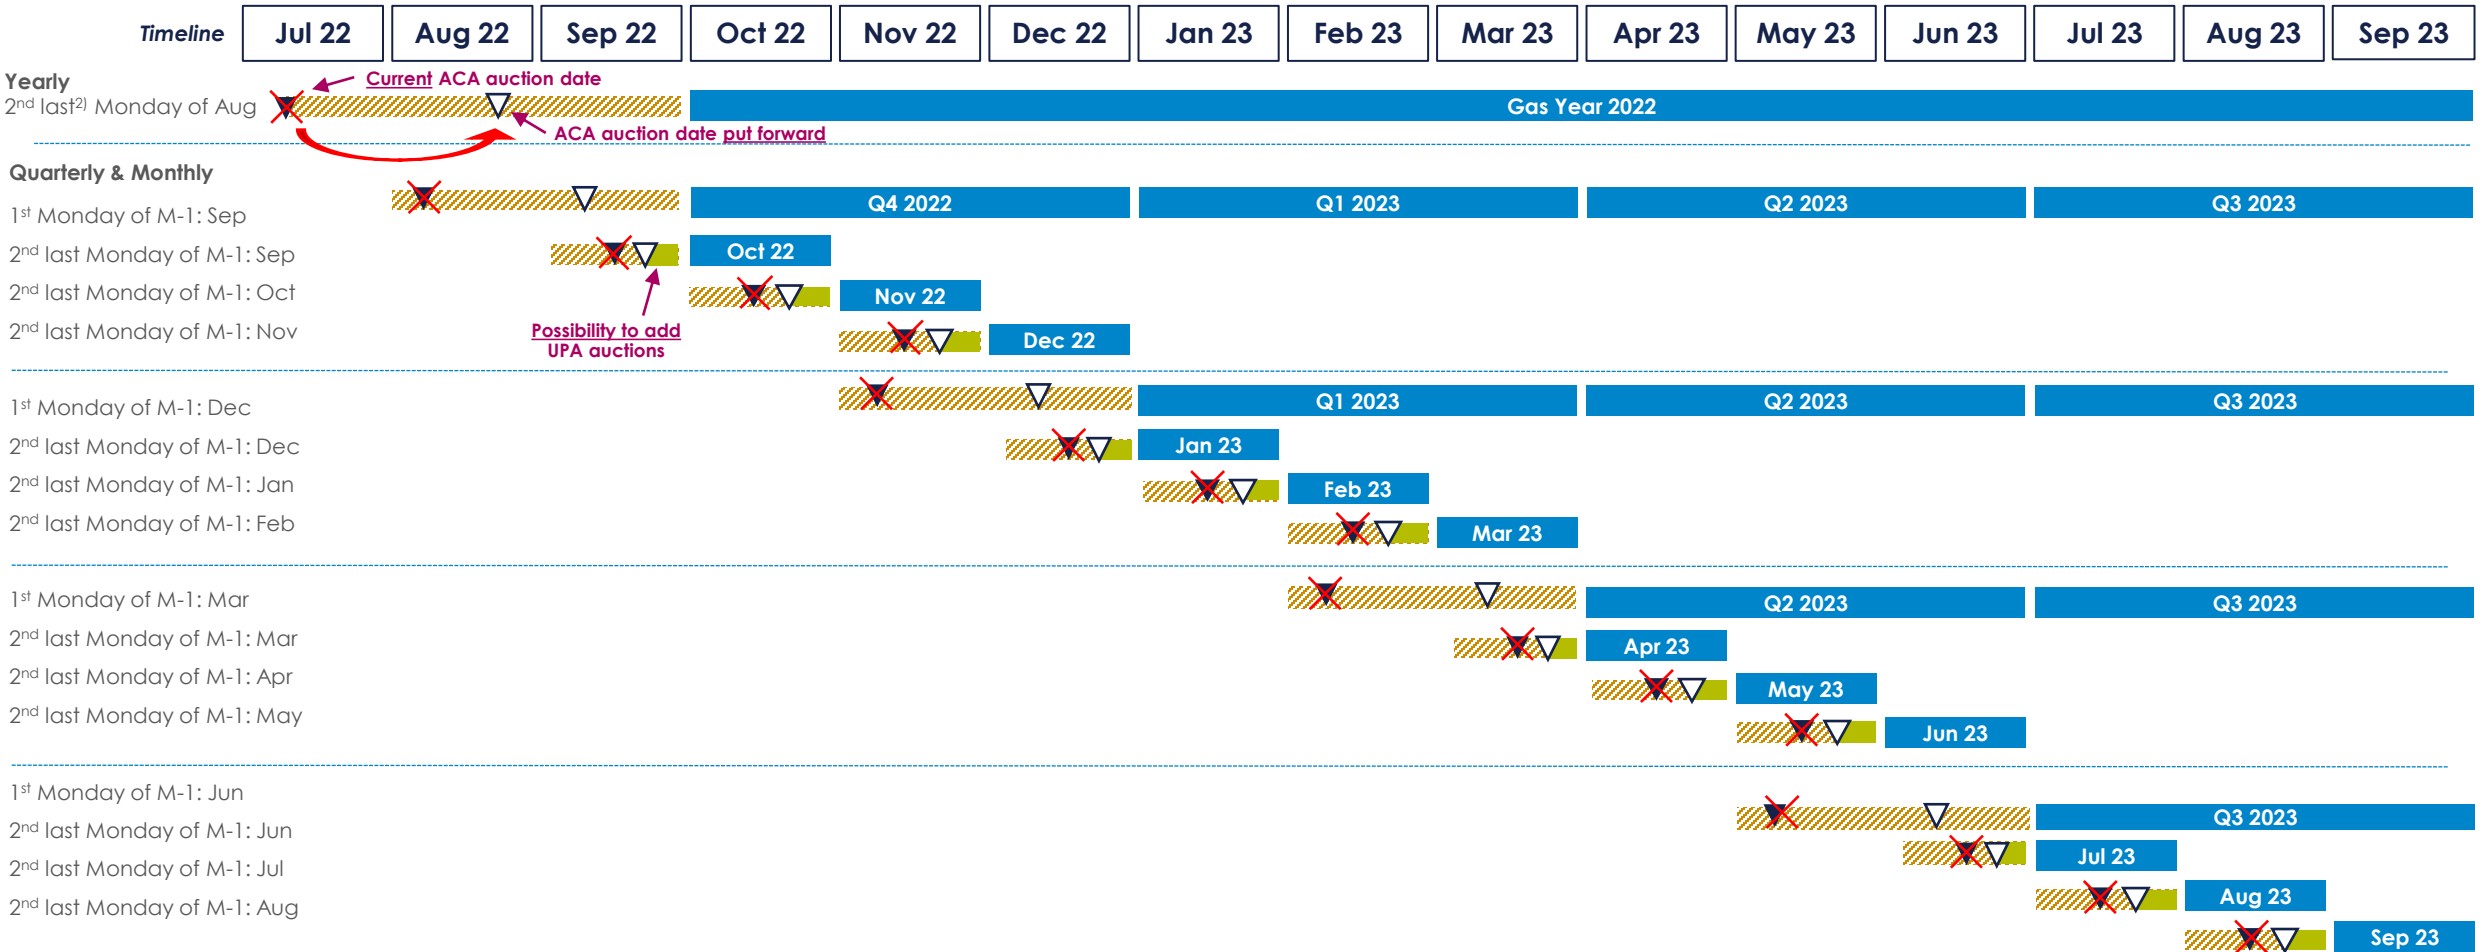 Timeline Jul 22 Aug 22 Sep 22 Oct 22 Nov 22 Dec 22 Jan 23 Feb 23 Mar 23 Apr 23 May 23 Jun 23 Jul 23 Aug 23 Sep 23
Yearly
Current ACA auction date
2nd last2) Monday of Aug
Gas Year 2022
ACA auction date put forward
Quarterly & Monthly
1st Monday of M-1: Sep
Q4 2022 Q1 2023 Q2 2023 Q3 2023
2nd last Monday of M-1: Sep
Oct 22
2nd last Monday of M-1: Oct
Nov 22
2nd last Monday of M-1: Nov
Dec 22
Possibility to add
UPA auctions
1st Monday of M-1: Dec
Q1 2023 Q2 2023 Q3 2023
2nd last Monday of M-1: Dec
Jan 23
2nd last Monday of M-1: Jan
Feb 23
2nd last Monday of M-1: Feb
Mar 23
1st Monday of M-1: Mar
Q2 2023 Q3 2023
2nd last Monday of M-1: Mar
Apr 23
2nd last Monday of M-1: Apr
May 23
2nd last Monday of M-1: May
Jun 23
1st Monday of M-1: Jun
Q3 2023
2nd last Monday of M-1: Jun
Jul 23
2nd last Monday of M-1: Jul
Aug 23
2nd last Monday of M-1: Aug
Sep 23